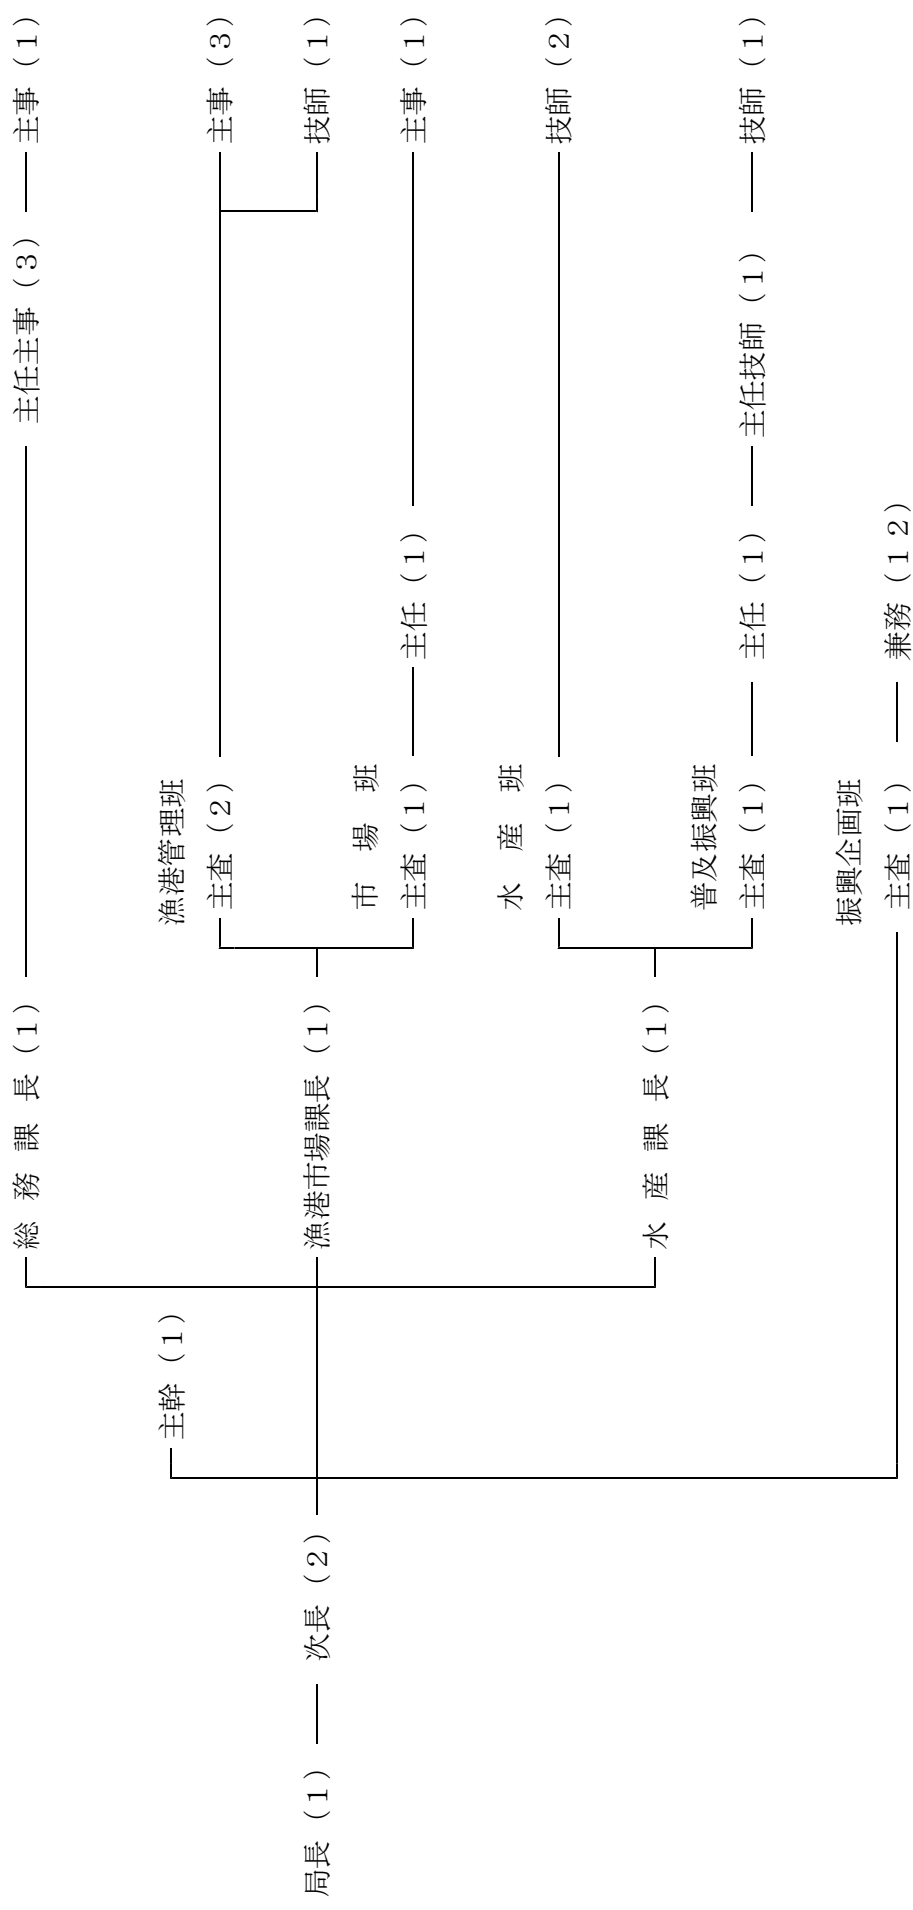 局長（１）
次長（２）
主幹（１）
総務課長（１）
主任主事（３）
主事（１）
漁港市場課長（１）
漁港管理班
主査（２）
主事（３）
技師（１）
市場班
主査（１）
主任（１）
主事（１）
水産課長（１）
水産班
主査（１）
技師（２）
普及振興班
主査（１）
主任（１）
主任技師（１）
技師（１）
振興企画班
主査（１）
兼務（１２）